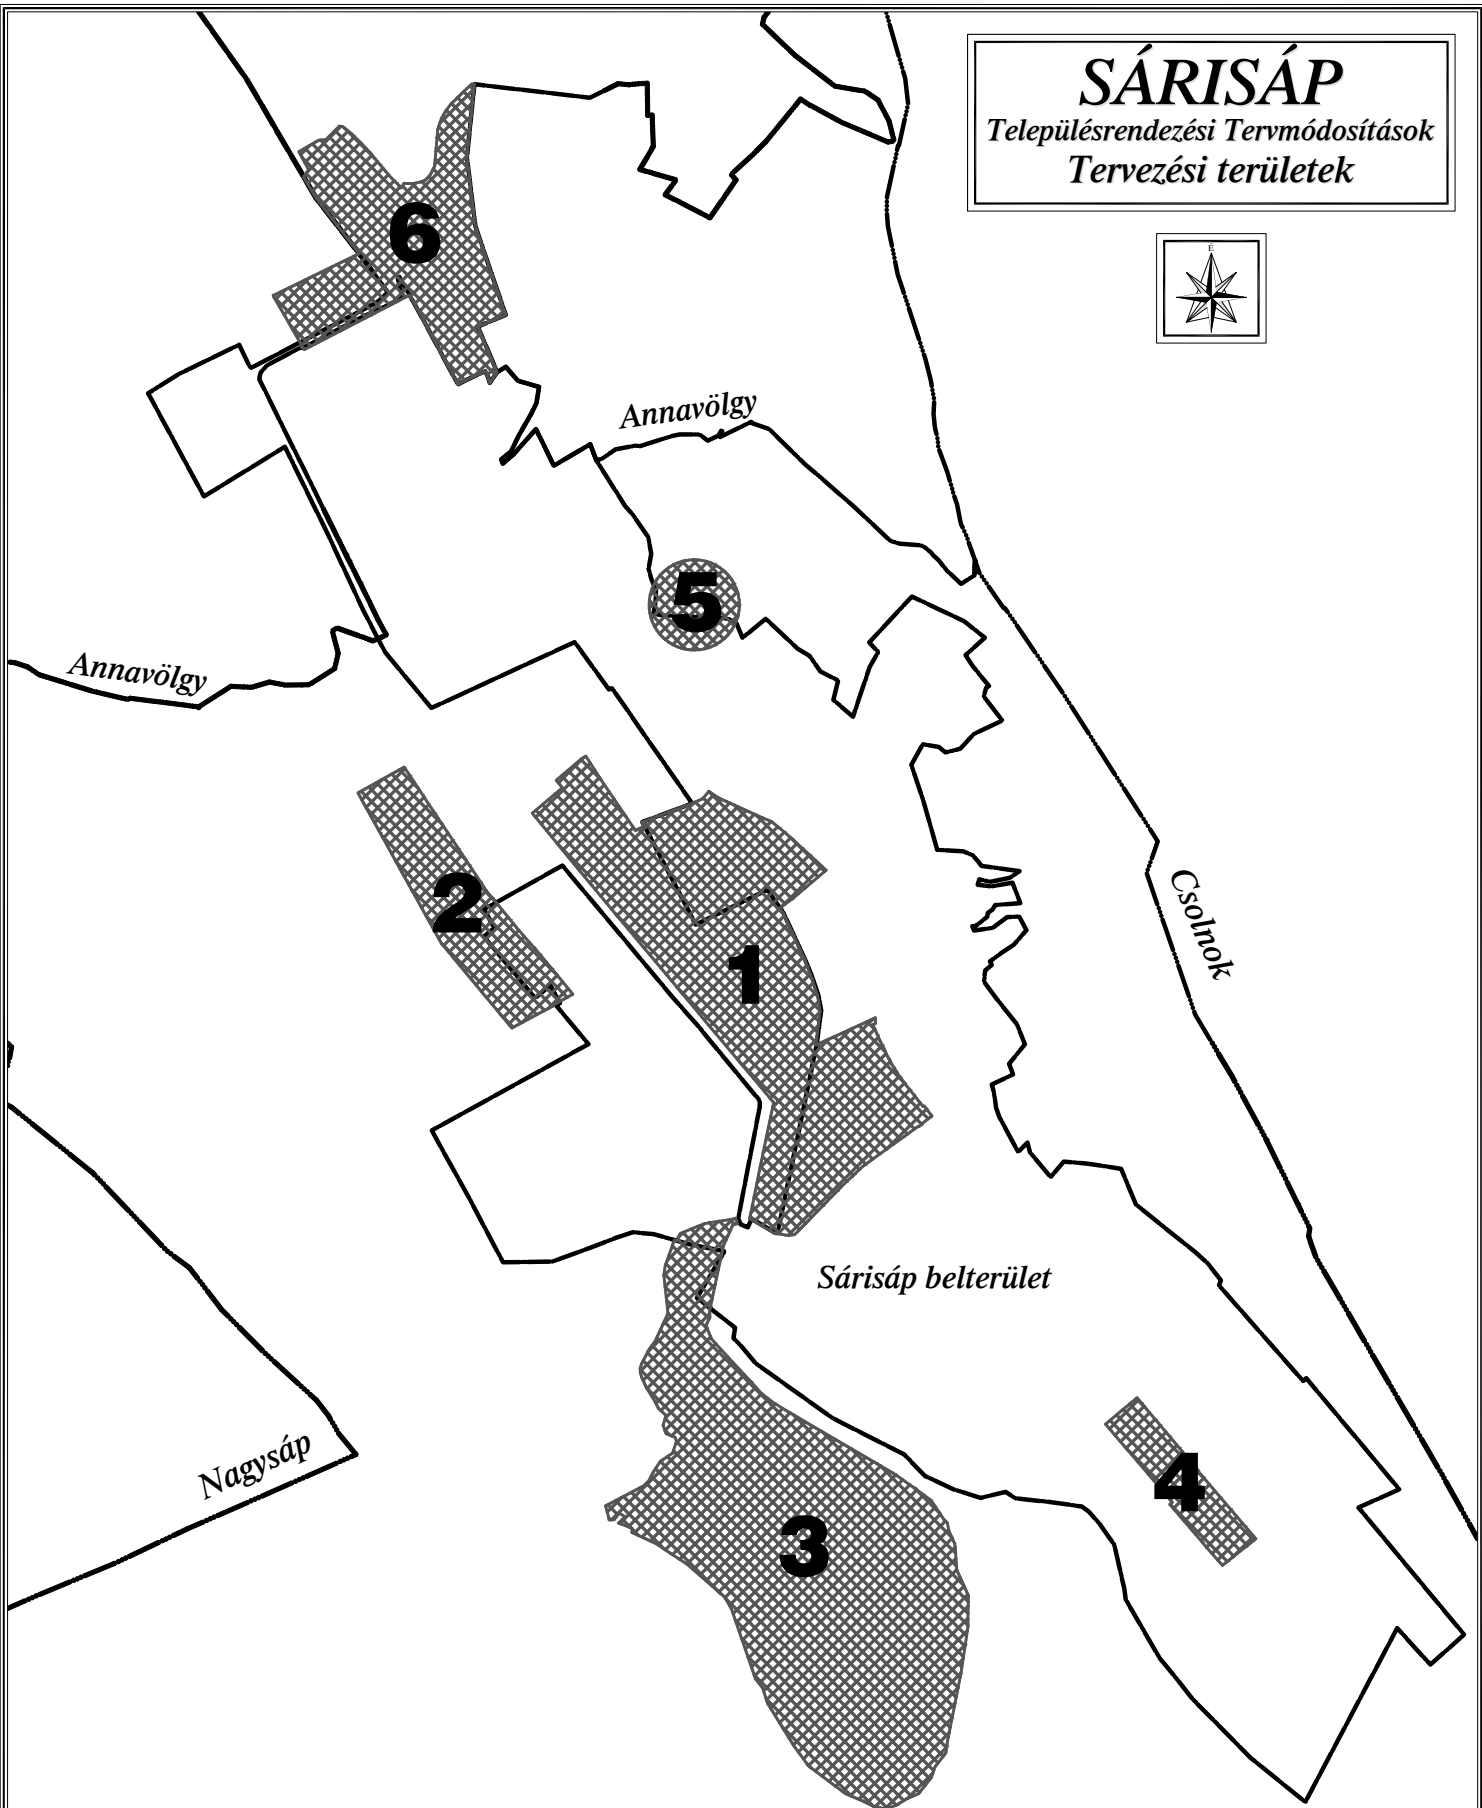 SÁRISÁP
Településrendezési Tervmódosítások
Tervezési területek
É
6
Annavölgy
5
Annavölgy
2
1
Csolnok
Sárisáp belterület
Nagysáp
4
3